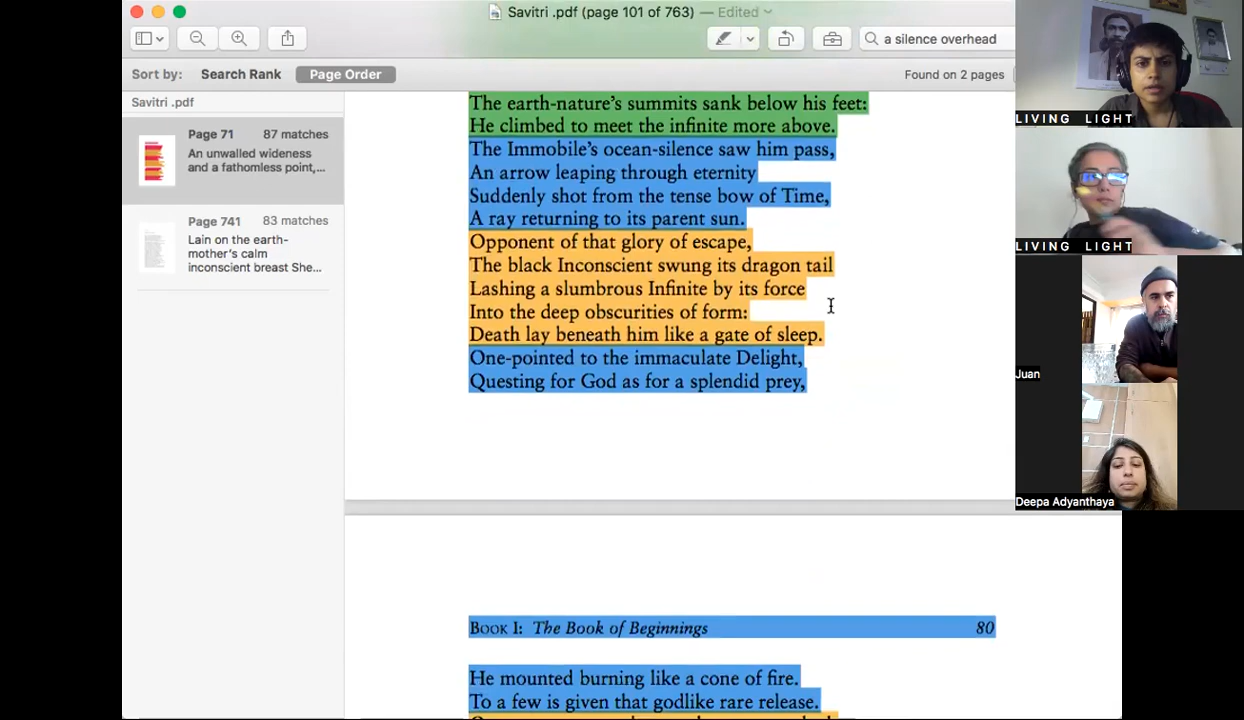 Savitri .pdf (page 101 of 763) — Edited
a silence overhead
Sort by: Search Rank Page Order Found on 2 pages
Savitri .pdf
Page 71 87 matches
An unwalled wideness
and a fathomless point,...
Page 741 83 matches
Lain on the earth-
mother's calm
inconscient breast She...
The earth-nature's summits sank below his feet:
He climbed to meet the infinite more above.
The Immobile's ocean-silence saw him pass,
An arrow leaping through eternity
Suddenly shot from the tense bow of Time,
A ray returning to its parent sun.
Opponent of that glory of escape,
The black Inconscient swung its dragon tail
Lashing a slumbrous Infinite by its force
Into the deep obscurities of form:
Death lay beneath him like a gate of sleep.
One-pointed to the immaculate Delight,
Questing for God as for a splendid prey,
BOOK I: The Book of Beginnings 80
He mounted burning like a cone of fire.
To a few is given that godlike rare release.
LIVING LIGHT
LIVING LIGHT
Juan
Deepa Adyanthaya